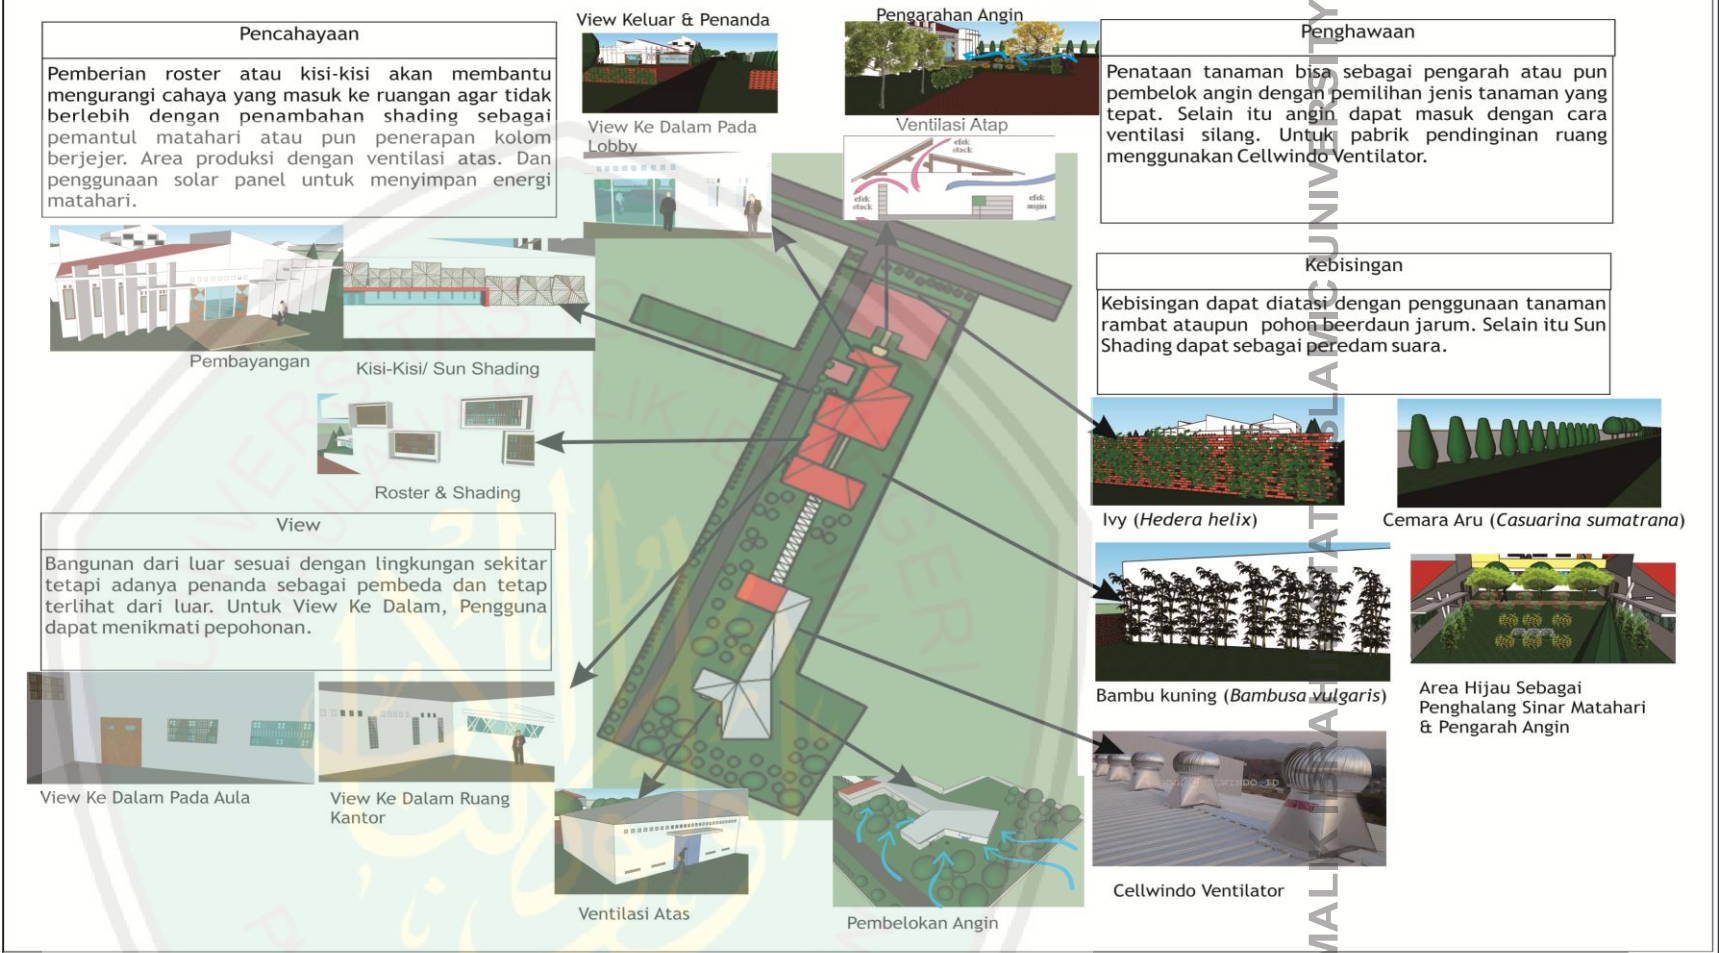 Pencahayaan
Pemberian roster atau kisi-kisi akan membantu
mengurangi cahaya yang masuk ke ruangan agar tidak
berlebih dengan penambahan shading sebagai
pemantul matahari atau pun penerapan kolom
berjejer. Area produksi dengan ventilasi atas. Dan
penggunaan solar panel untuk menyimpan energi
matahari.
View Keluar & Penanda
View Ke Dalam Pada
Lobby
Pengarahan Angin
Ventilasi Atap
efek
stack
efek
stack
efek
angin
Penghawaan
Penataan tanaman bisa sebagai pengarah atau pun
pembelok angin dengan pemilihan jenis tanaman yang
tepat. Selain itu angin dapat masuk dengan cara
ventilasi silang. Untuk pabrik pendinginan ruang
menggunakan Cellwindo Ventilator.
Kebisingan
Kebisingan dapat diatasi dengan penggunaan tanaman
rambat ataupun pohon beerdaun jarum. Selain itu Sun
Shading dapat sebagai peredam suara.
Pembayangan
Kisi-Kisi/ Sun Shading
Roster & Shading
View
Bangunan dari luar sesuai dengan lingkungan sekitar
tetapi adanya penanda sebagai pembeda dan tetap
terlihat dari luar. Untuk View Ke Dalam, Pengguna
dapat menikmati pepohonan.
View Ke Dalam Pada Aula
View Ke Dalam Ruang
Kantor
Ventilasi Atas
Pembelokan Angin
Ivy (Hedera helix)
Cemara Aru (Casuarina sumatrana)
Bambu kuning (Bambusa vulgaris)
Area Hijau Sebagai
Penghalang Sinar Matahari
& Pengarah Angin
Cellwindo Ventilator